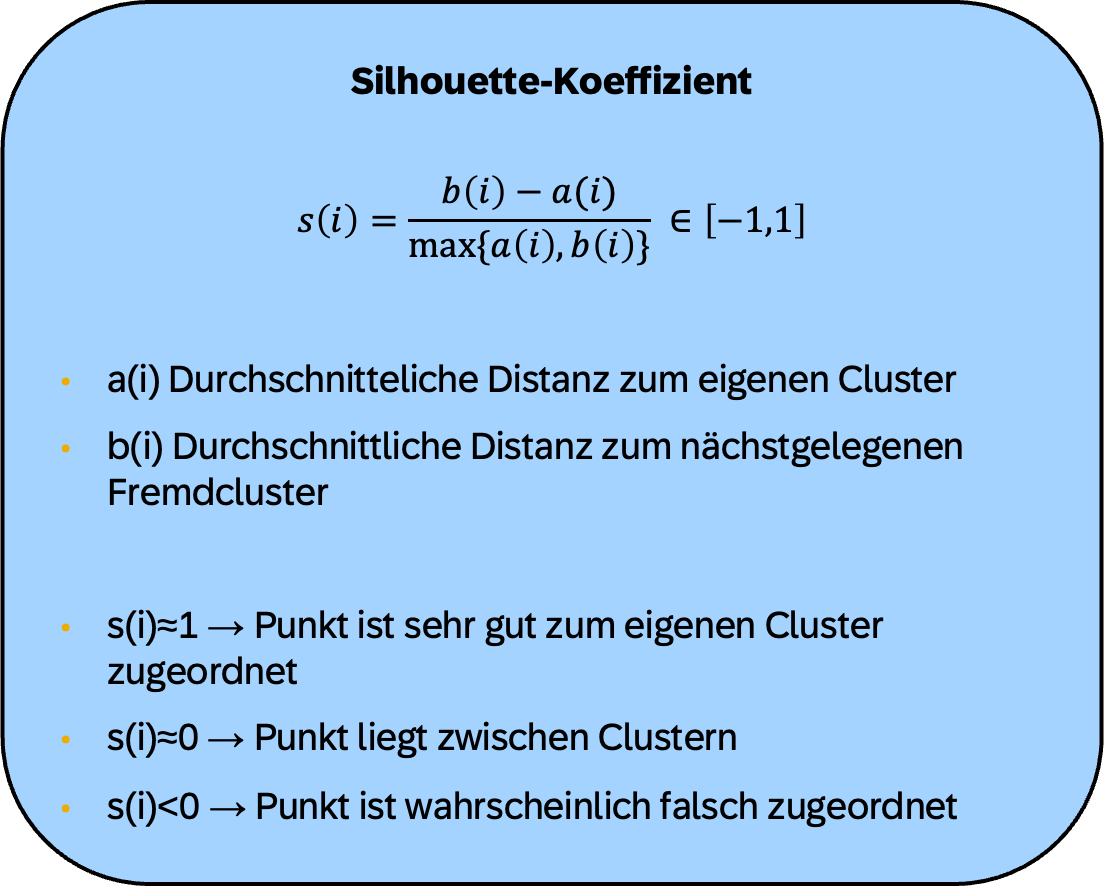 Silhouette-Koeffizient
s(i) = b(i) − a(i) / max{a(i), b(i)} ∈ [−1,1]
• a(i) Durchschnitteliche Distanz zum eigenen Cluster
• b(i) Durchschnittliche Distanz zum nächstgelegenen
Fremdcluster
• s(i)≈1 → Punkt ist sehr gut zum eigenen Cluster
zugeordnet
• s(i)≈0 → Punkt liegt zwischen Clustern
• s(i)<0 → Punkt ist wahrscheinlich falsch zugeordnet